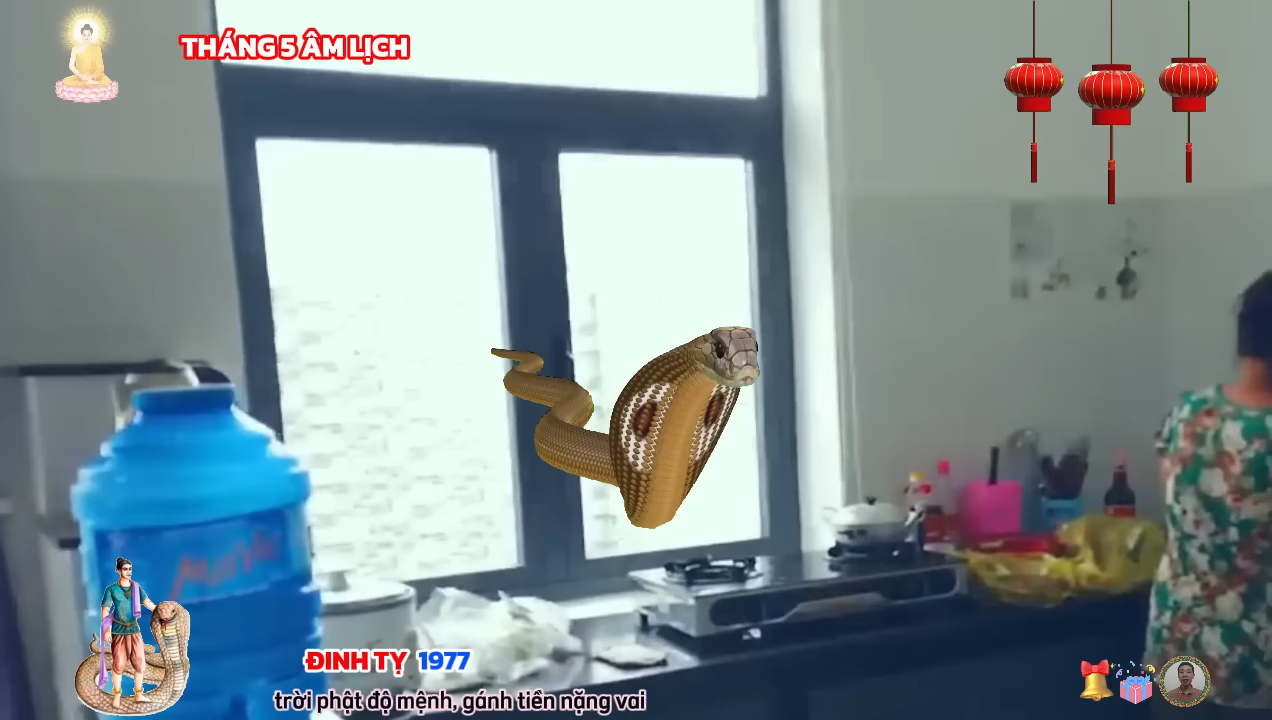 THÁNG 5 ÂM LỊCH
ĐINH TỴ 1977
trời phật độ mệnh, gánh tiền nặng vai